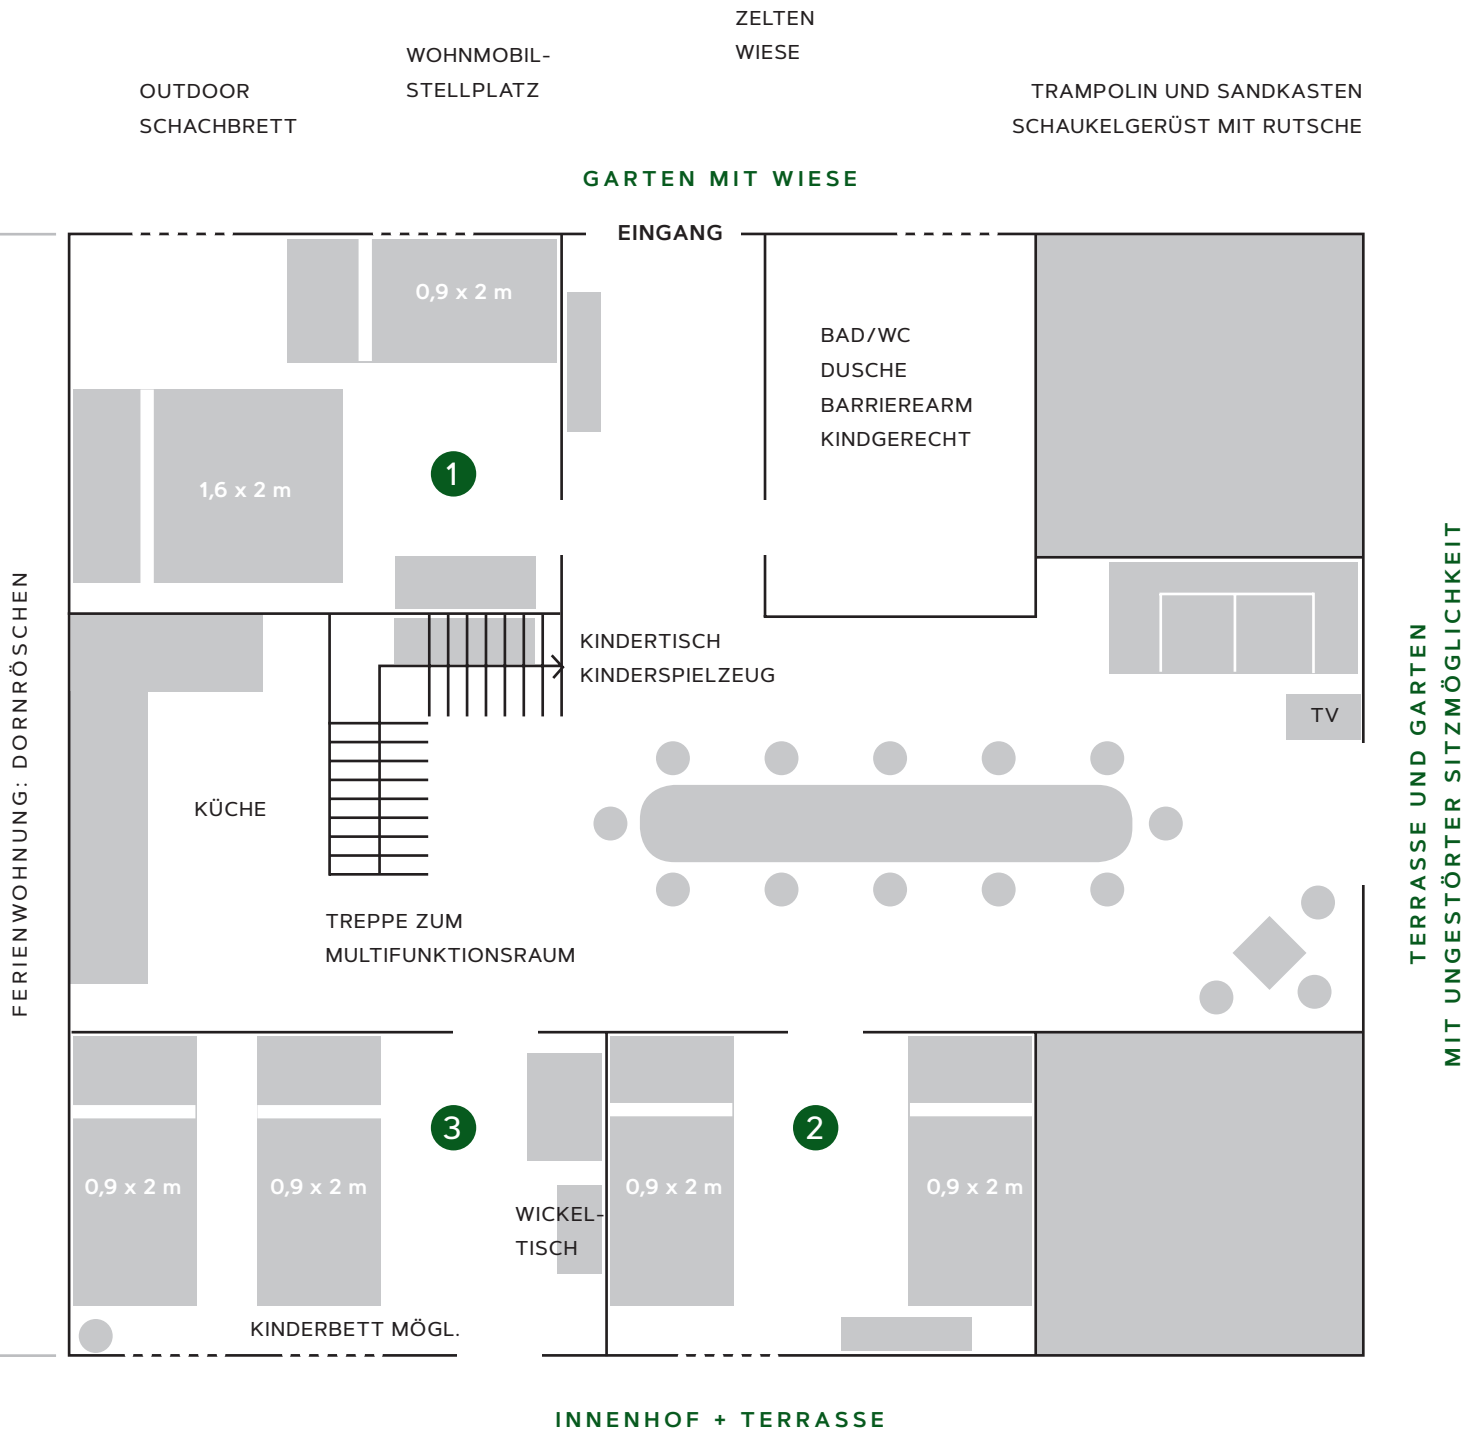 ZELTEN
WIESE
WOHNMOBIL-
STELLPLATZ
OUTDOOR
SCHACHBRETT
TRAMPOLIN UND SANDKASTEN
SCHAUKELGERÜST MIT RUTSCHE
GARTEN MIT WIESE
EINGANG
0,9 x 2 m
BAD/WC
DUSCHE
BARRIEREARM
KINDGERECHT
1
1,6 x 2 m
FERIENWOHNUNG: DORNRÖSCHEN
KINDERTISCH
KINDERSPIELZEUG
TV
TERRASSE UND GARTEN
MIT UNGESTÖRTER SITZMÖGLICHKEIT
KÜCHE
TREPPE ZUM
MULTIFUNKTIONSRAUM
3
2
0,9 x 2 m
0,9 x 2 m
0,9 x 2 m
0,9 x 2 m
WICKEL-
TISCH
KINDERBETT MÖGL.
INNENHOF + TERRASSE